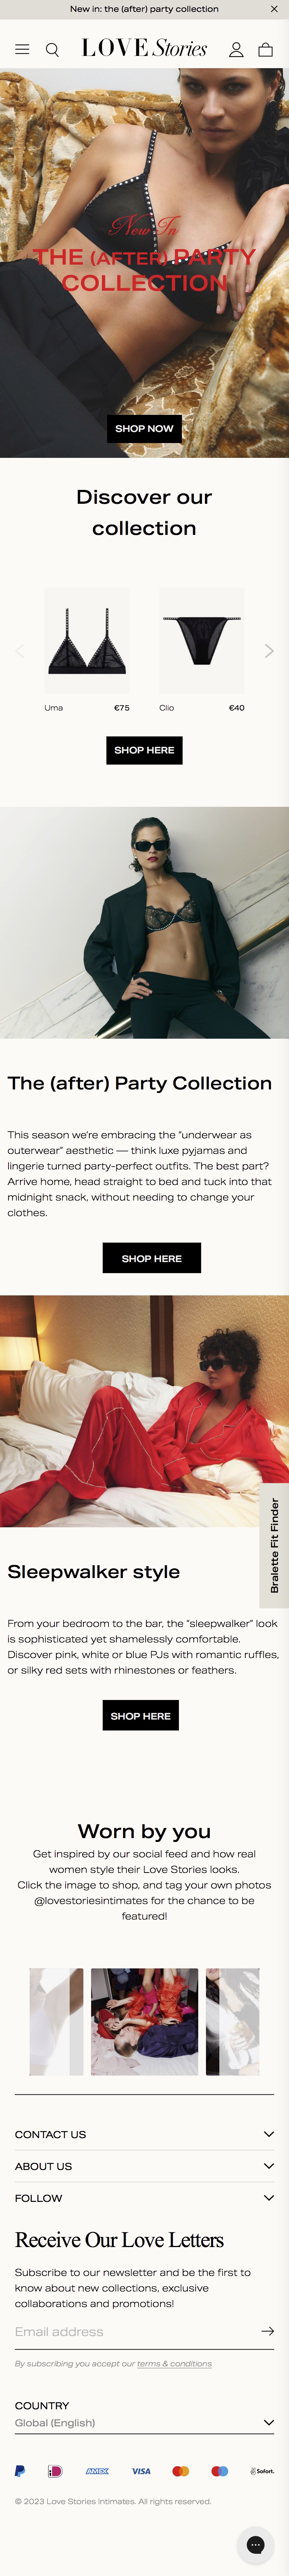 New in: the (after) party collection
LOVE Stories
New In
THE (AFTER) PARTY
COLLECTION
SHOP NOW
Discover our
collection
Uma €75
Clio €40
SHOP HERE
The (after) Party Collection
This season we're embracing the "underwear as
outerwear" aesthetic — think luxe pyjamas and
lingerie turned party-perfect outfits. The best part?
Arrive home, head straight to bed and tuck into that
midnight snack, without needing to change your
clothes.
SHOP HERE
Bralette Fit Finder
Sleepwalker style
From your bedroom to the bar, the "sleepwalker" look
is sophisticated yet shamelessly comfortable.
Discover pink, white or blue PJs with romantic ruffles,
or silky red sets with rhinestones or feathers.
SHOP HERE
Worn by you
Get inspired by our social feed and how real
women style their Love Stories looks.
Click the image to shop, and tag your own photos
@lovestoriesintimates for the chance to be
featured!
CONTACT US
ABOUT US
FOLLOW
Receive Our Love Letters
Subscribe to our newsletter and be the first to
know about new collections, exclusive
collaborations and promotions!
Email address
By subscribing you accept our terms & conditions
COUNTRY
Global (English)
AMEX VISA Sofort.
© 2023 Love Stories Intimates. All rights reserved.